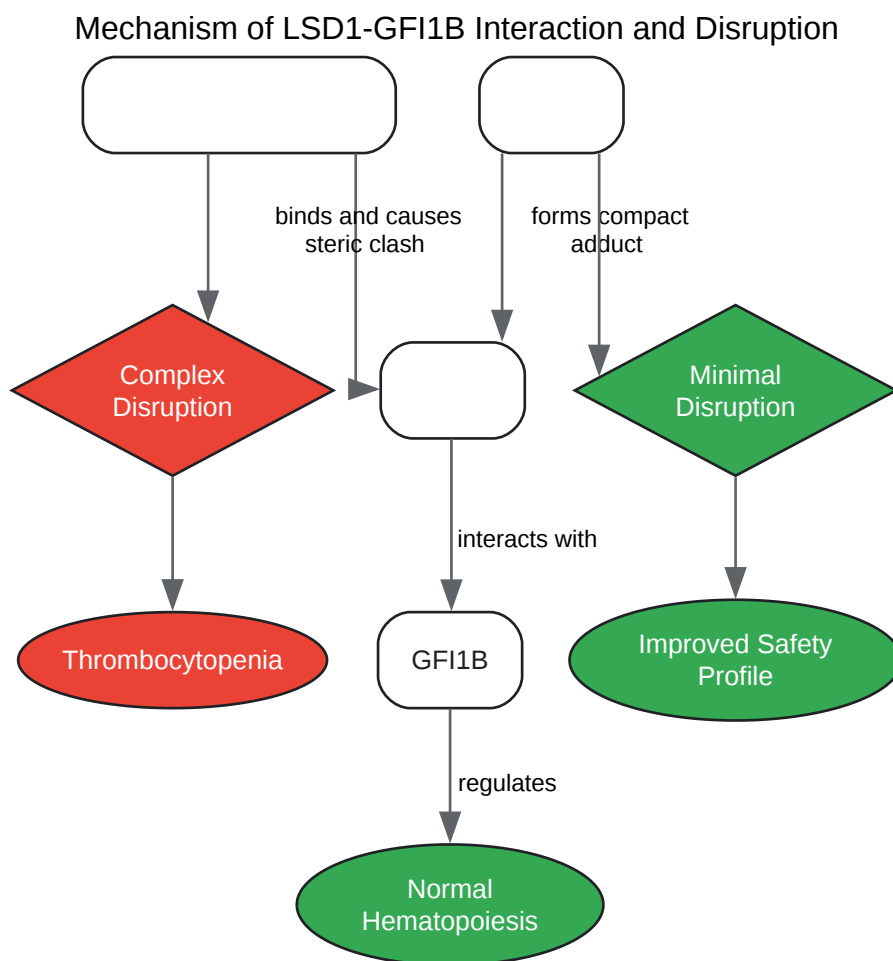 Mechanism of LSD1-GFI1B Interaction and Disruption
binds and causes
steric clash
forms compact
adduct
Complex
Disruption
Minimal
Disruption
interacts with
Thrombocytopenia
GFI1B
Improved Safety
Profile
regulates
Normal
Hematopoiesis